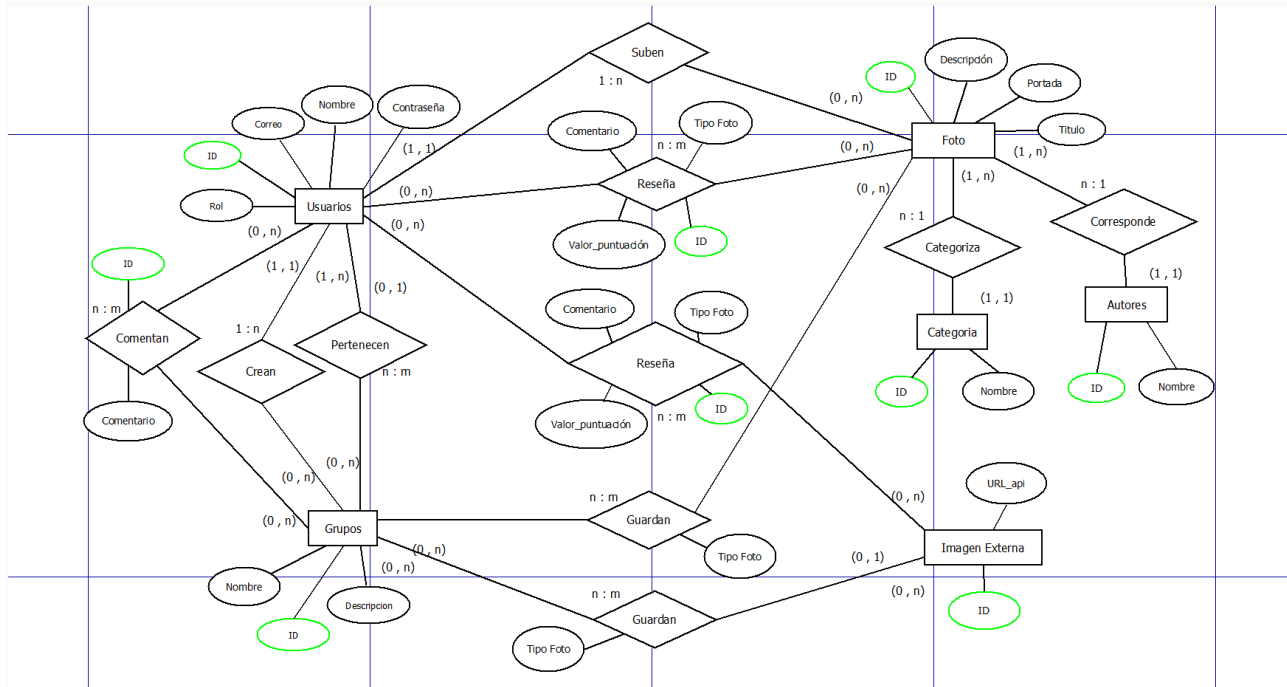 Suben
1 : n
Descripción
ID
Portada
(0 , n)
Titulo
Foto
Nombre
Contraseña
Correo
ID
(1 , 1)
Rol
Usuarios
(0 , n)
(0 , n)
(0 , n)
Comentario
Tipo Foto
n : m
(0 , n)
Reseña
Valor_puntuación
ID
(1 , n)
(1 , n)
(0 , n)
n : 1
Corresponde
n : 1
Categoriza
(1 , 1)
(1 , 1)
Autores
Categoria
ID
Nombre
ID
Nombre
ID
n : m
Comentan
Comentario
(1 , 1)
(1 , n)
(0 , 1)
1 : n
Crean
Pertenecen
n : m
Comentario
Tipo Foto
Reseña
Valor_puntuación
ID
n : m
(0 , n)
(0 , n)
(0 , n)
Grupos
Nombre
ID
Descripcion
(0 , n)
(0 , n)
n : m
Guardan
Tipo Foto
(0 , n)
URL_api
Imagen Externa
ID
(0 , 1)
(0 , n)
n : m
Guardan
Tipo Foto